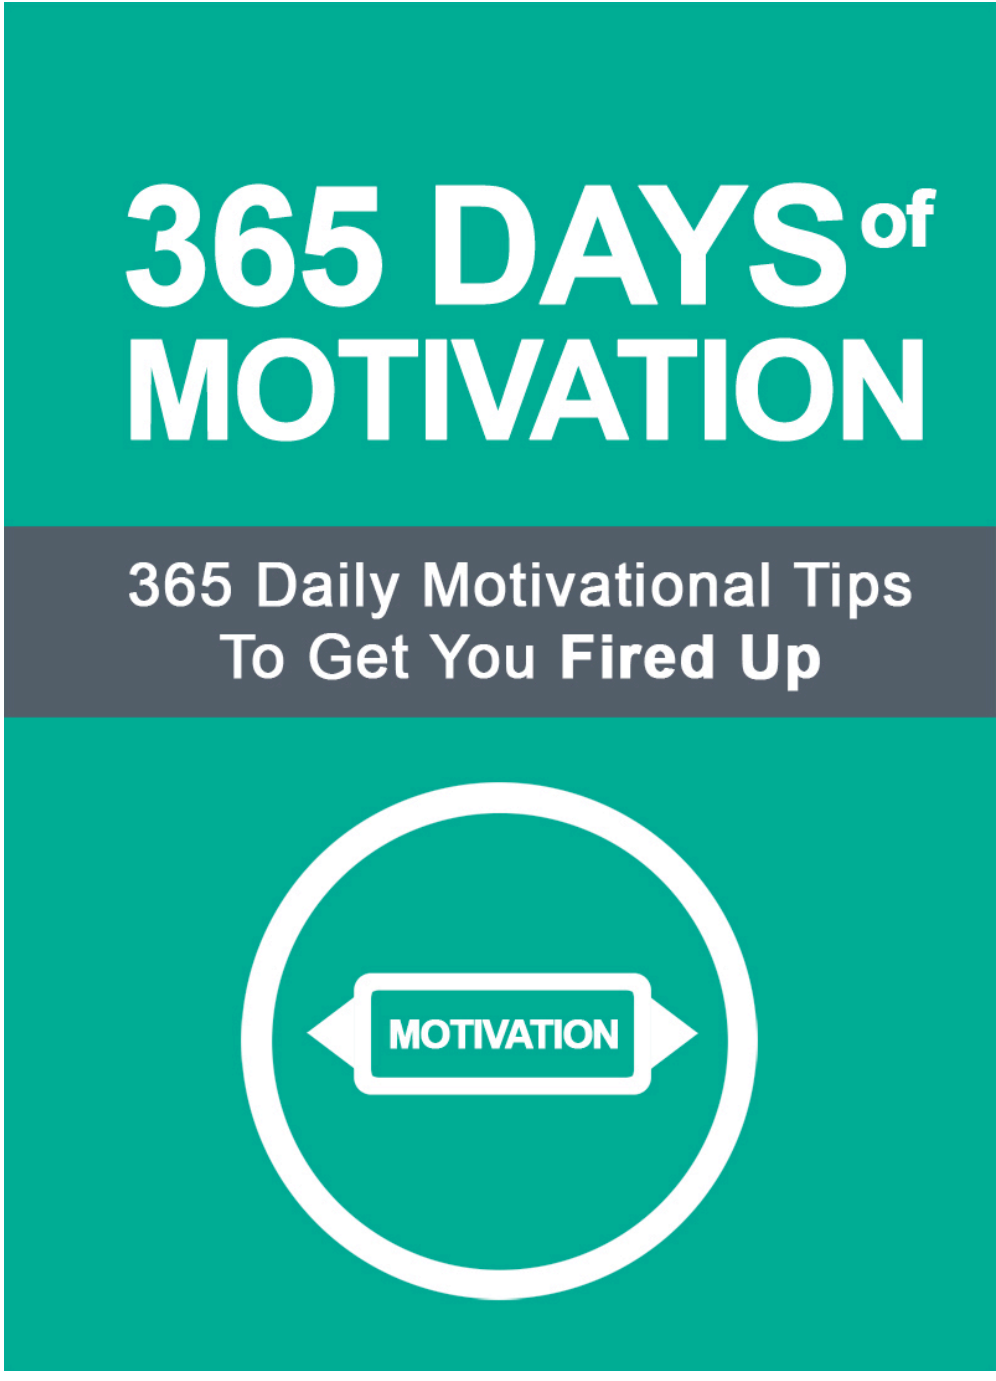 365 DAYS of
MOTIVATION
365 Daily Motivational Tips
To Get You Fired Up
MOTIVATION